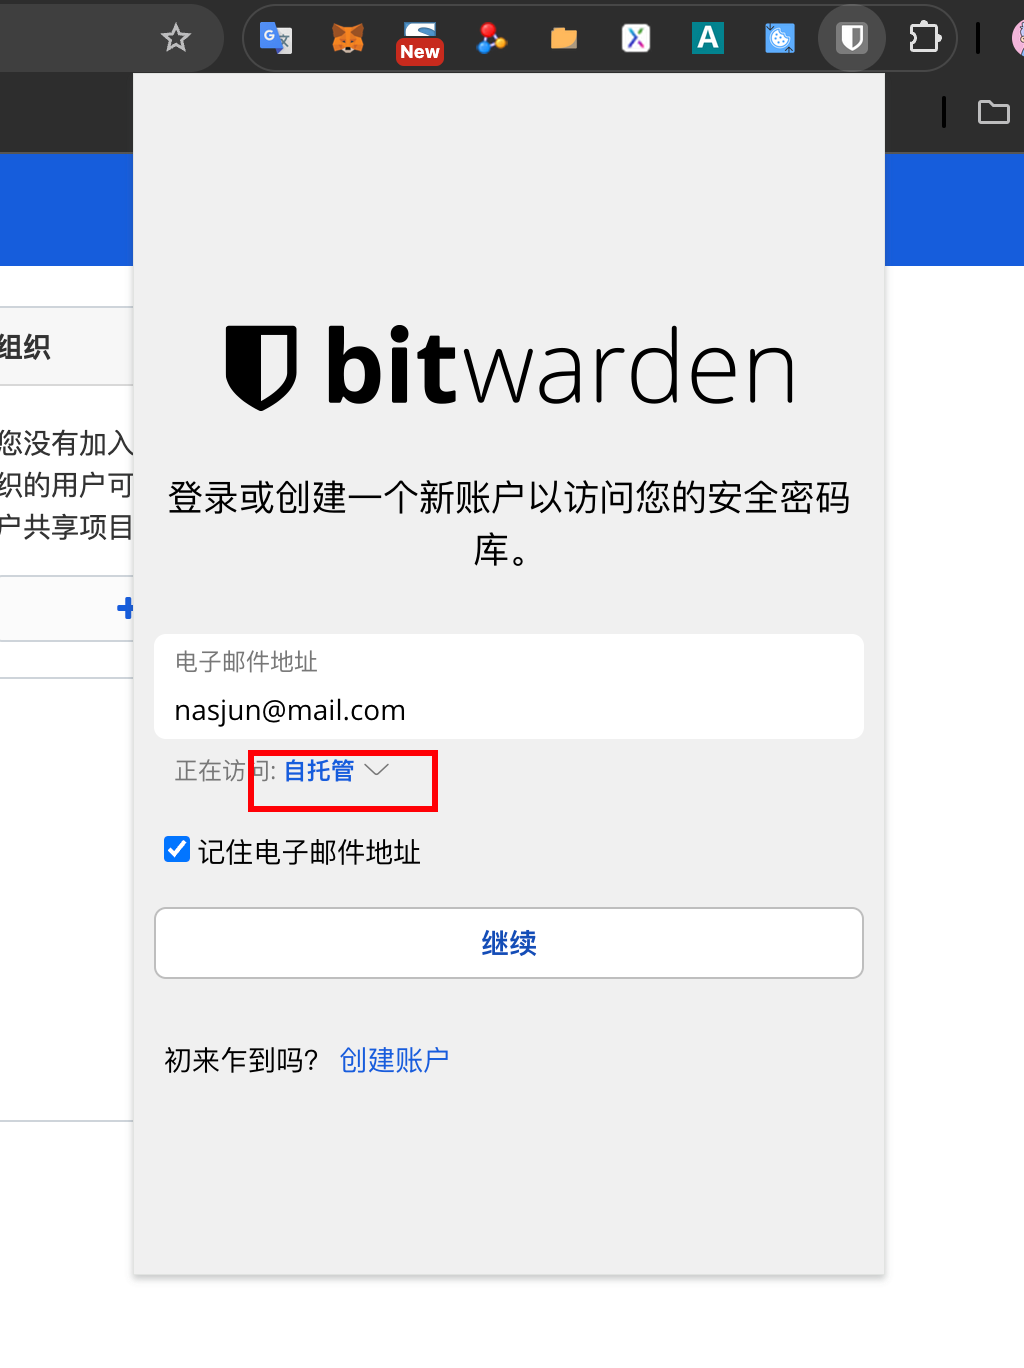 New
组织
您没有加入
织的用户可
户共享项目
bitwarden
登录或创建一个新账户以访问您的安全密码
库。
电子邮件地址
nasjun@mail.com
正在访问: 自托管
记住电子邮件地址
继续
初来乍到吗? 创建账户